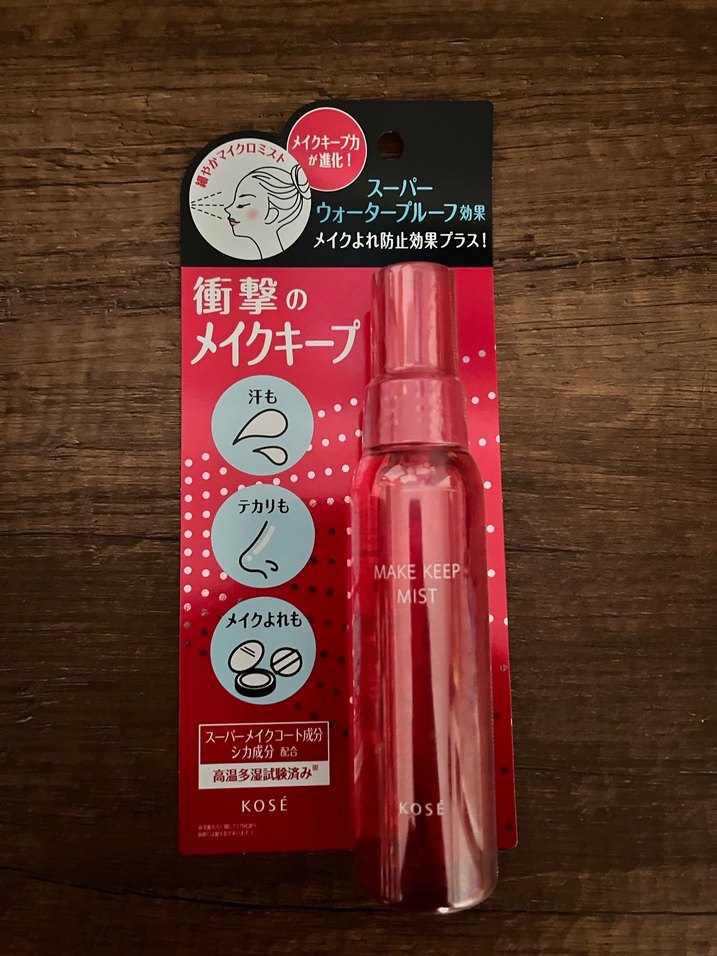 細やかマイクロミスト
メイクキープ力
が進化!
スーパー
ウォータープルーフ効果
メイクよれ防止効果プラス!
衝撃の
メイクキープ
汗も
テカリも
メイクよれも
MAKE KEEP
MIST
スーパーメイクコート成分
シカ成分 配合
高温多湿試験済み※
KOSÉ
KOSÉ